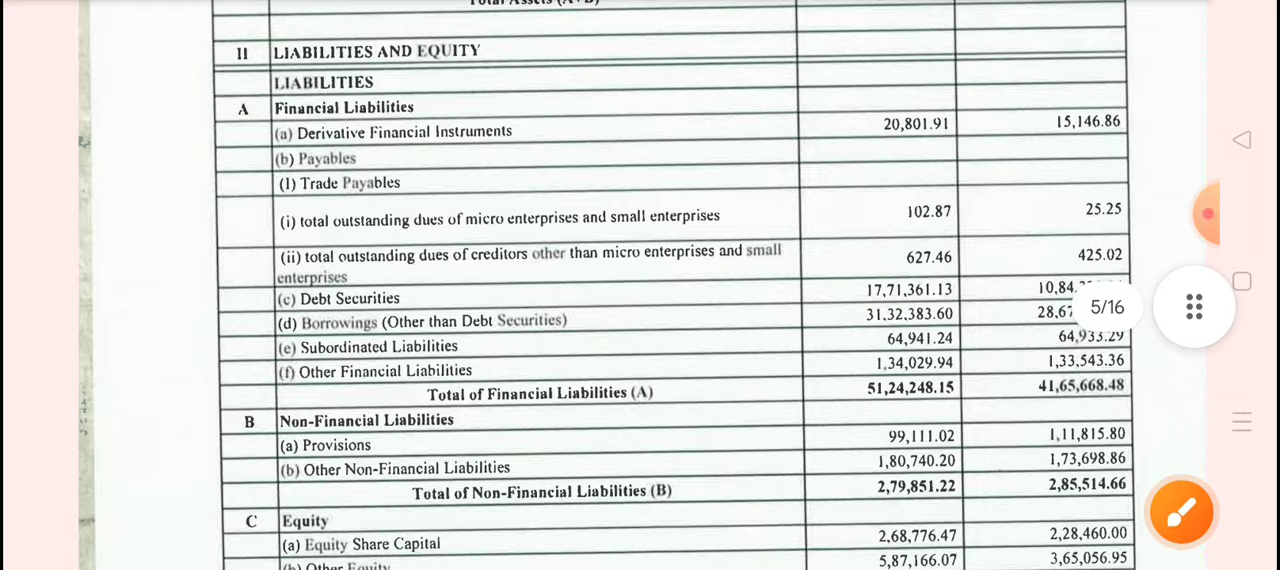 Total Assets (A+B)
II LIABILITIES AND EQUITY
LIABILITIES
A Financial Liabilities
(a) Derivative Financial Instruments 20,801.91 15,146.86
(b) Payables
(I) Trade Payables
(i) total outstanding dues of micro enterprises and small enterprises 102.87 25.25
(ii) total outstanding dues of creditors other than micro enterprises and small
enterprises 627.46 425.02
(c) Debt Securities 17,71,361.13 10,84,
(d) Borrowings (Other than Debt Securities) 31,32,383.60 28,67
5/16
(e) Subordinated Liabilities 64,941.24 64,933.29
(f) Other Financial Liabilities 1,34,029.94 1,33,543.36
Total of Financial Liabilities (A) 51,24,248.15 41,65,668.48
B Non-Financial Liabilities
(a) Provisions 99,111.02 1,11,815.80
(b) Other Non-Financial Liabilities 1,80,740.20 1,73,698.86
Total of Non-Financial Liabilities (B) 2,79,851.22 2,85,514.66
C Equity
(a) Equity Share Capital 2,68,776.47 2,28,460.00
(b) Other Equity 5,87,166.07 3,65,056.95